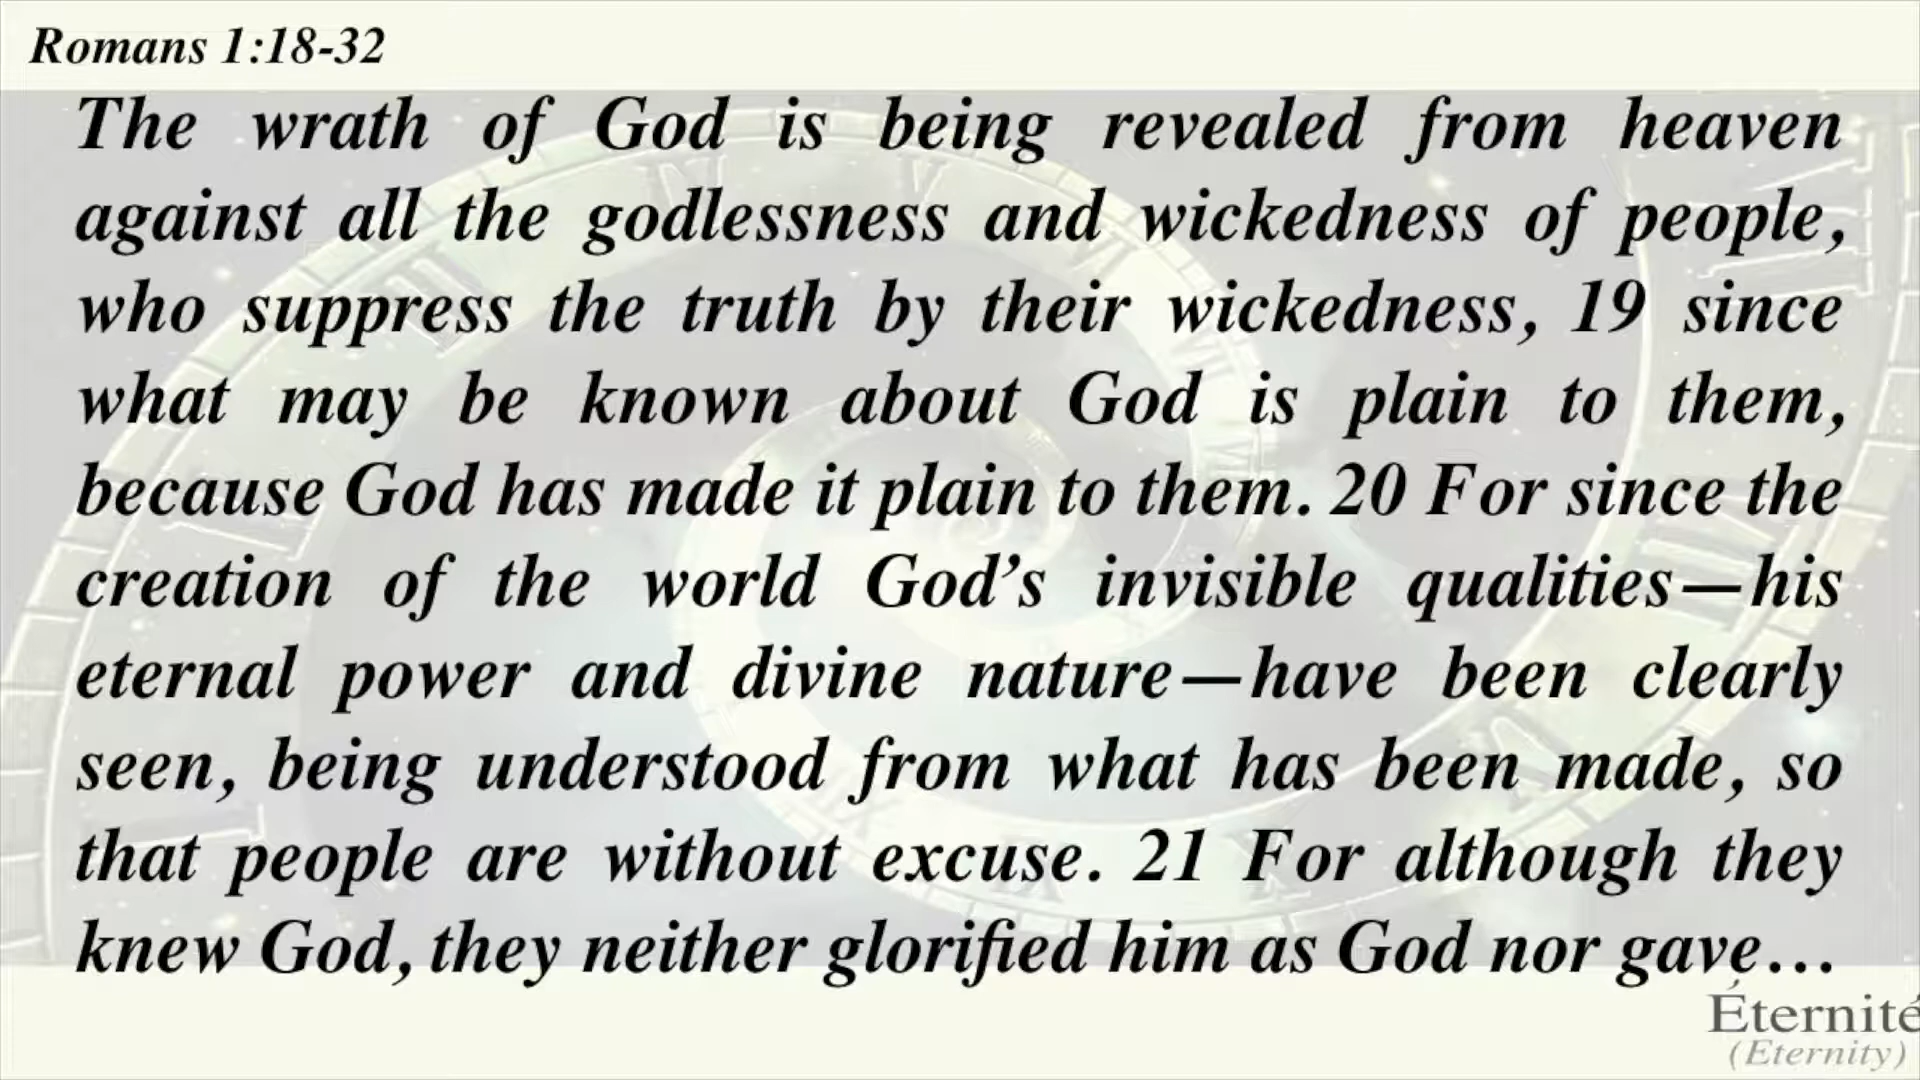 Romans 1:18-32
The wrath of God is being revealed from heaven
against all the godlessness and wickedness of people,
who suppress the truth by their wickedness, 19 since
what may be known about God is plain to them,
because God has made it plain to them. 20 For since the
creation of the world God’s invisible qualities—his
eternal power and divine nature—have been clearly
seen, being understood from what has been made, so
that people are without excuse. 21 For although they
knew God, they neither glorified him as God nor gave…
Éternité
(Eternity)